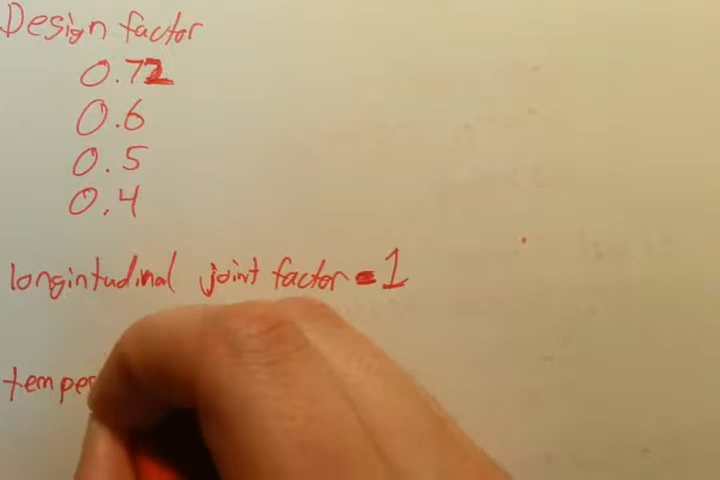 Design factor
0.72
0.6
0.5
0.4
longintudinal joint factor = 1
temper